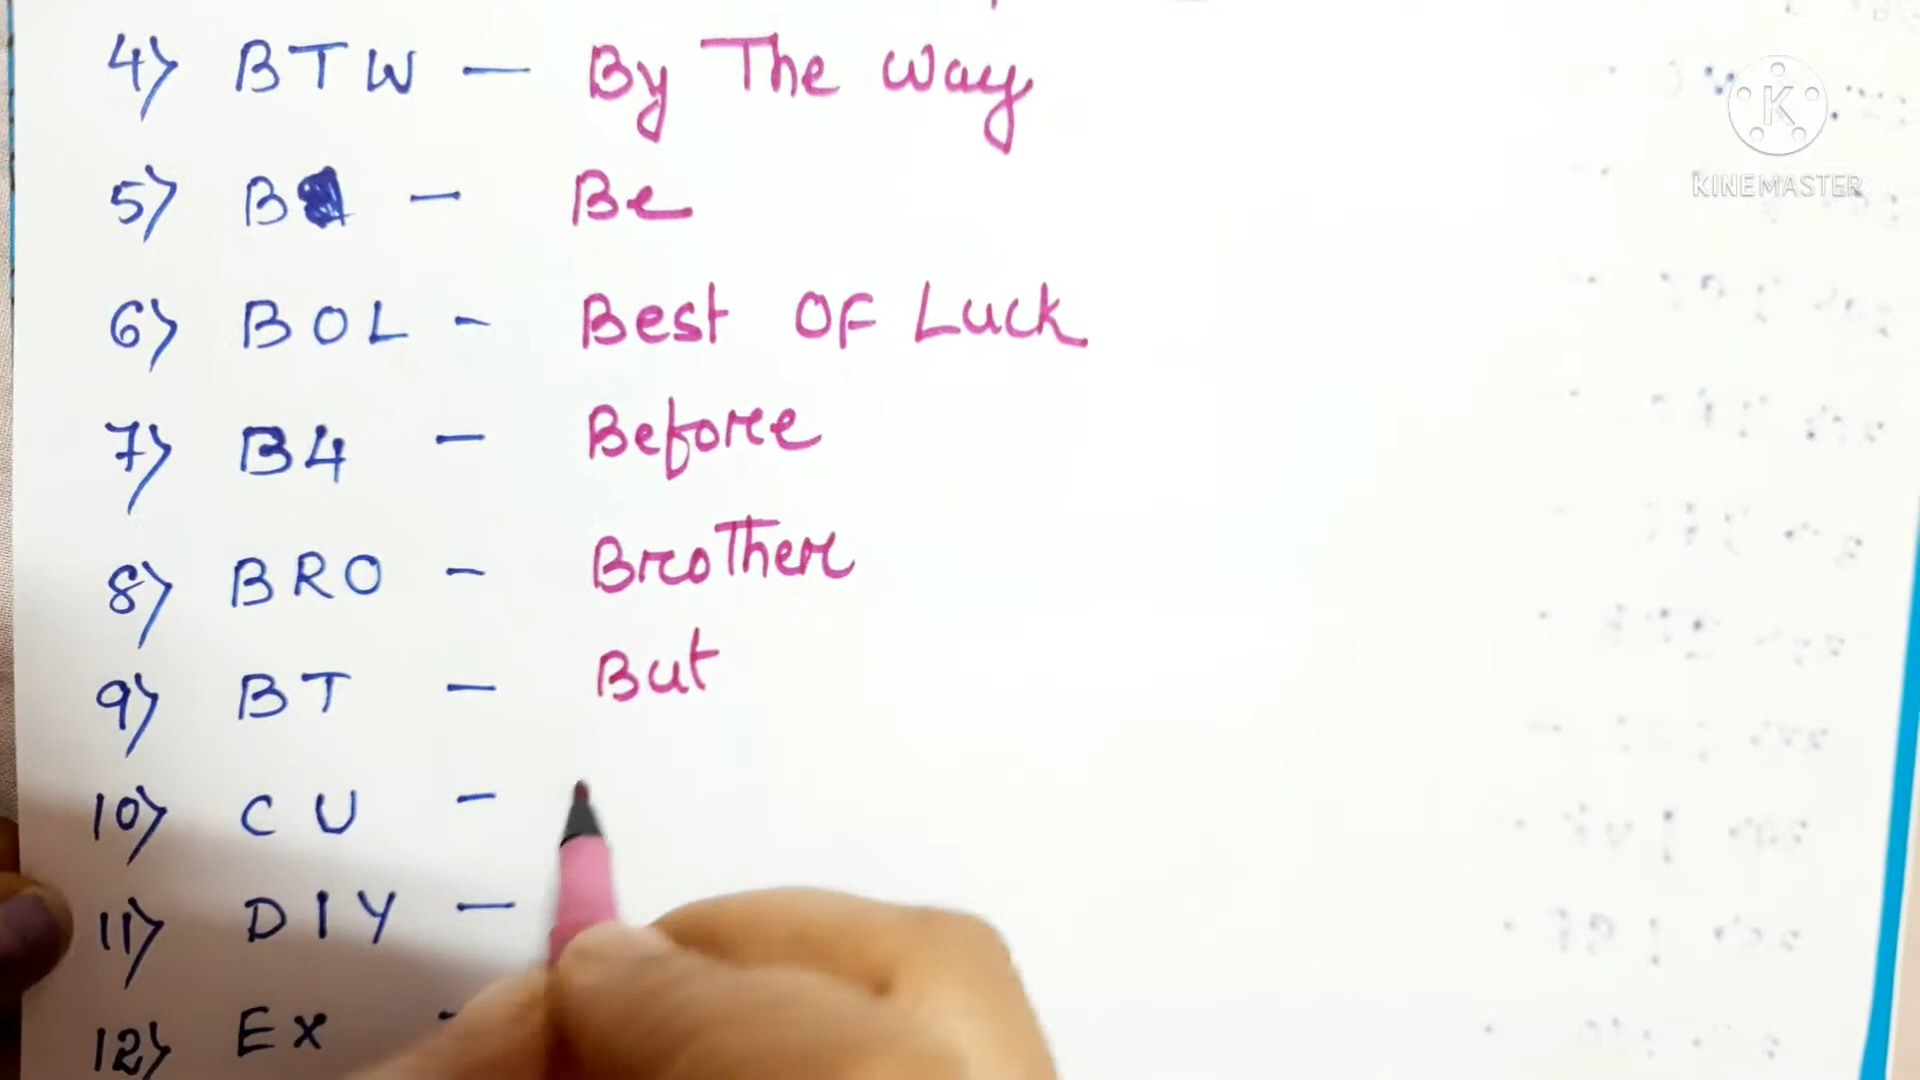 4) BTW - By The Way
5) B - Be
6) BOL - Best OF Luck
7) B4 - Before
8) BRO - BroTher
9) BT - But
10) CU -
11) DIY -
12) Ex -
KINEMASTER